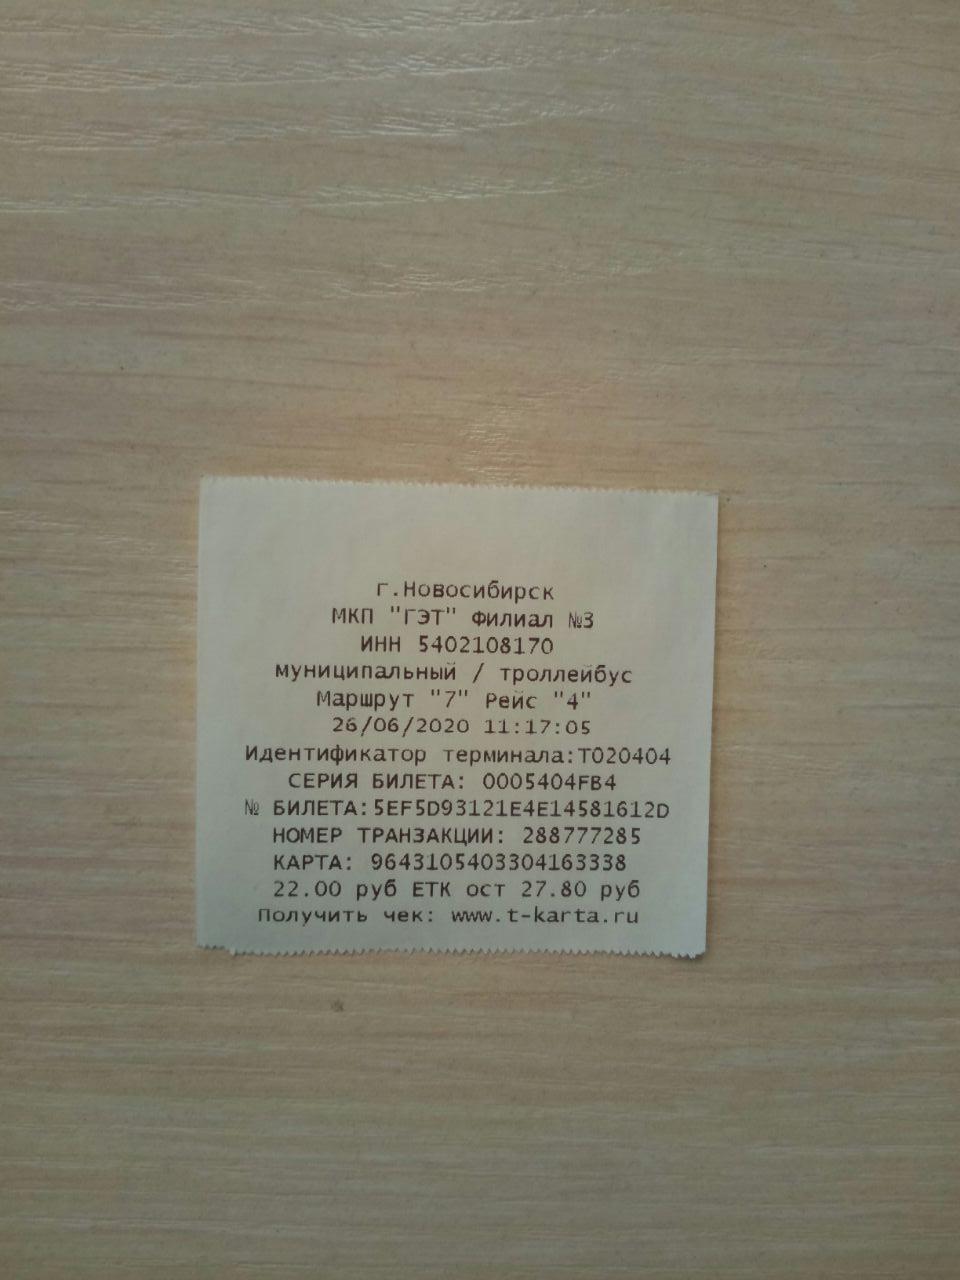 г.Новосибирск
МКП "ГЭТ" Филиал №3
ИНН 5402108170
муниципальный / троллейбус
Маршрут "7" Рейс "4"
26/06/2020 11:17:05
Идентификатор терминала:T020404
СЕРИЯ БИЛЕТА: 0005404FB4
№ БИЛЕТА:5EF5D93121E4E14581612D
НОМЕР ТРАНЗАКЦИИ: 288777285
КАРТА: 9643105403304163338
22.00 руб ЕТК ост 27.80 руб
Получить чек: www.t-karta.ru